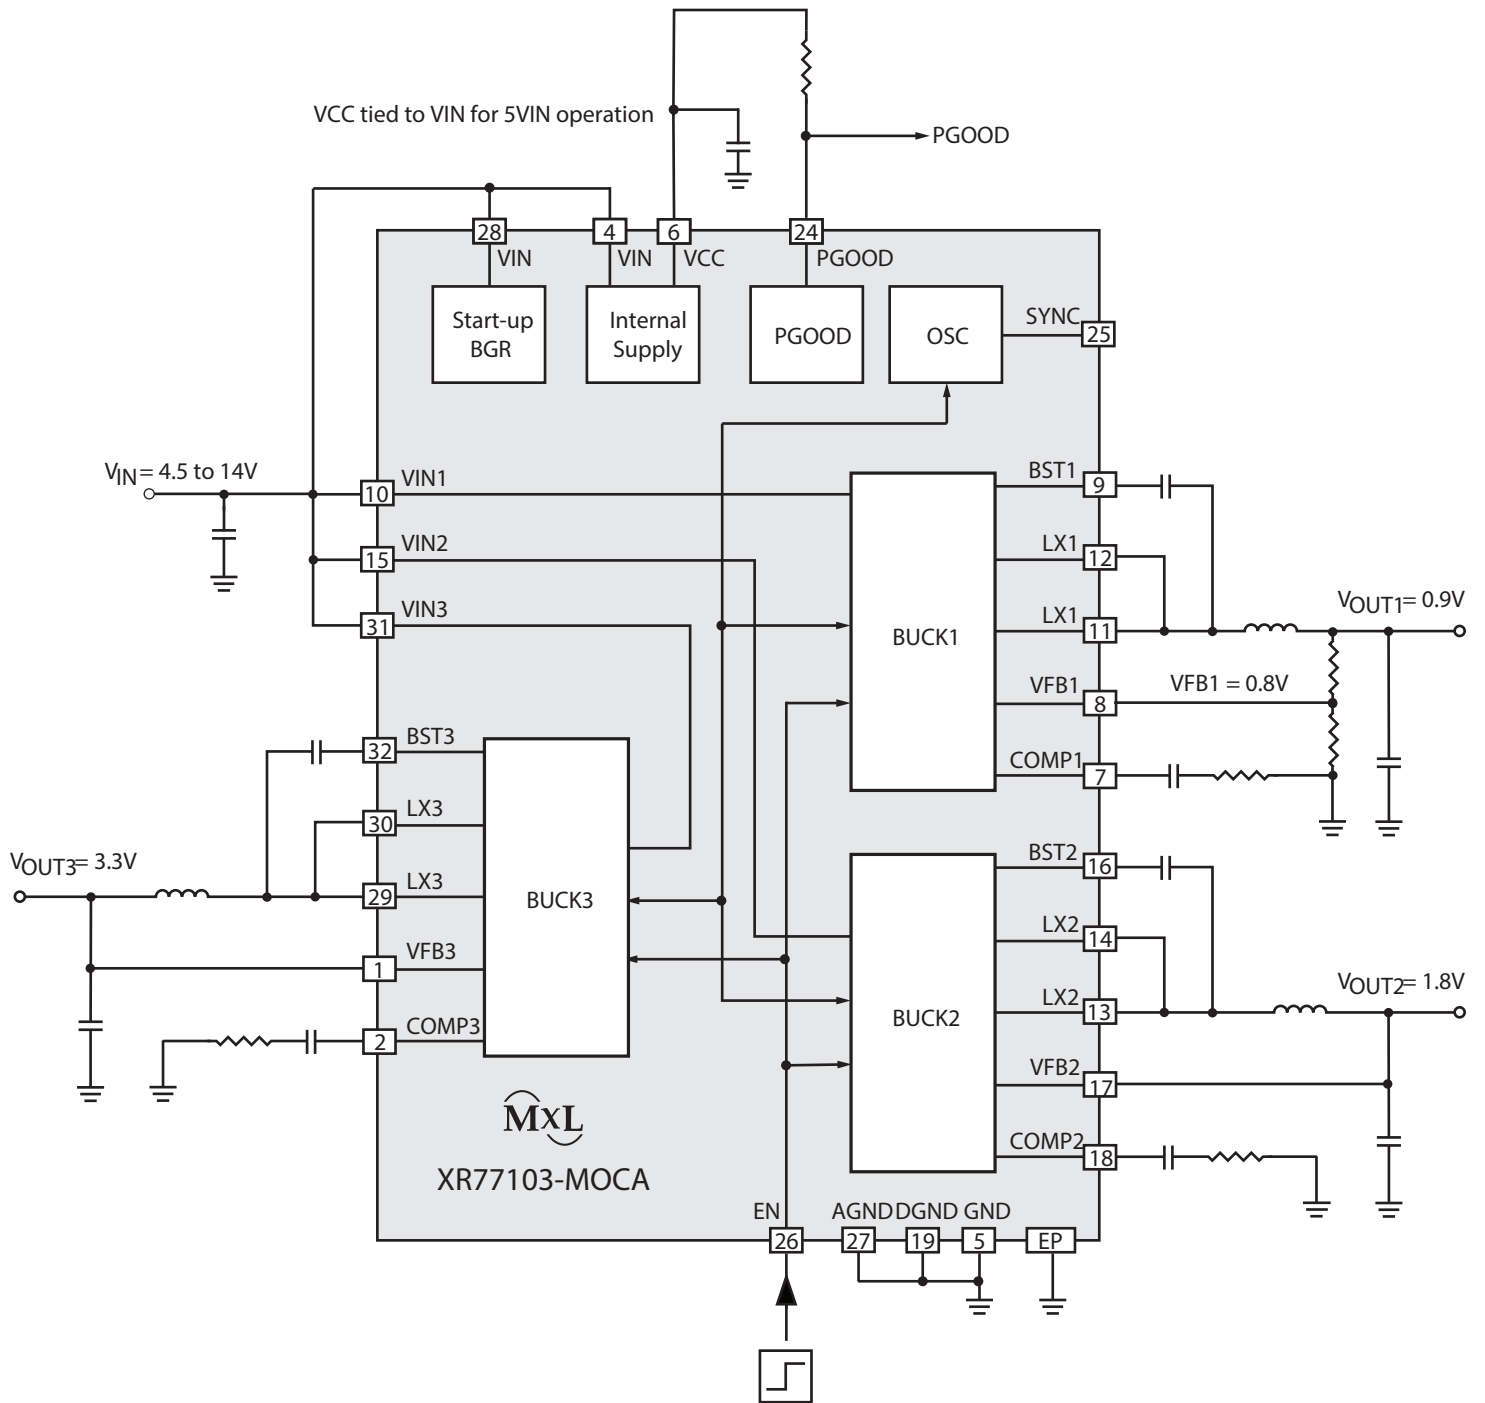 VCC tied to VIN for 5VIN operation
PGOOD
28
4
6
24
VIN
VIN
VCC
PGOOD
Start-up
BGR
Internal
Supply
PGOOD
OSC
SYNC
25
VIN = 4.5 to 14V
10
VIN1
15
VIN2
31
VIN3
BUCK1
BST1
9
LX1
12
LX1
11
VOUT1= 0.9V
VFB1
8
VFB1 = 0.8V
COMP1
7
32
BST3
30
LX3
VOUT3= 3.3V
29
LX3
BUCK3
1
VFB3
2
COMP3
BUCK2
BST2
16
LX2
14
LX2
13
VOUT2= 1.8V
VFB2
17
COMP2
18
MXL
XR77103-MOCA
EN
AGND
DGND
GND
26
27
19
5
EP